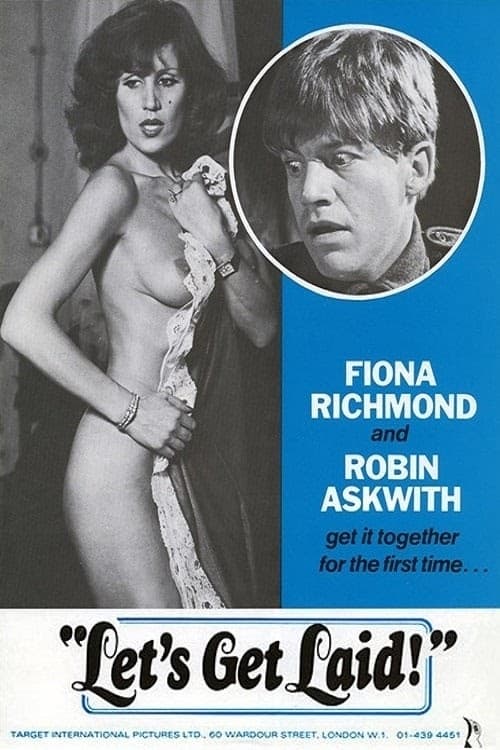 FIONA
RICHMOND
and
ROBIN
ASKWITH
get it together
for the first time...
"Let's Get Laid!"
TARGET INTERNATIONAL PICTURES LTD., 60 WARDOUR STREET, LONDON W.1. 01-439 4451